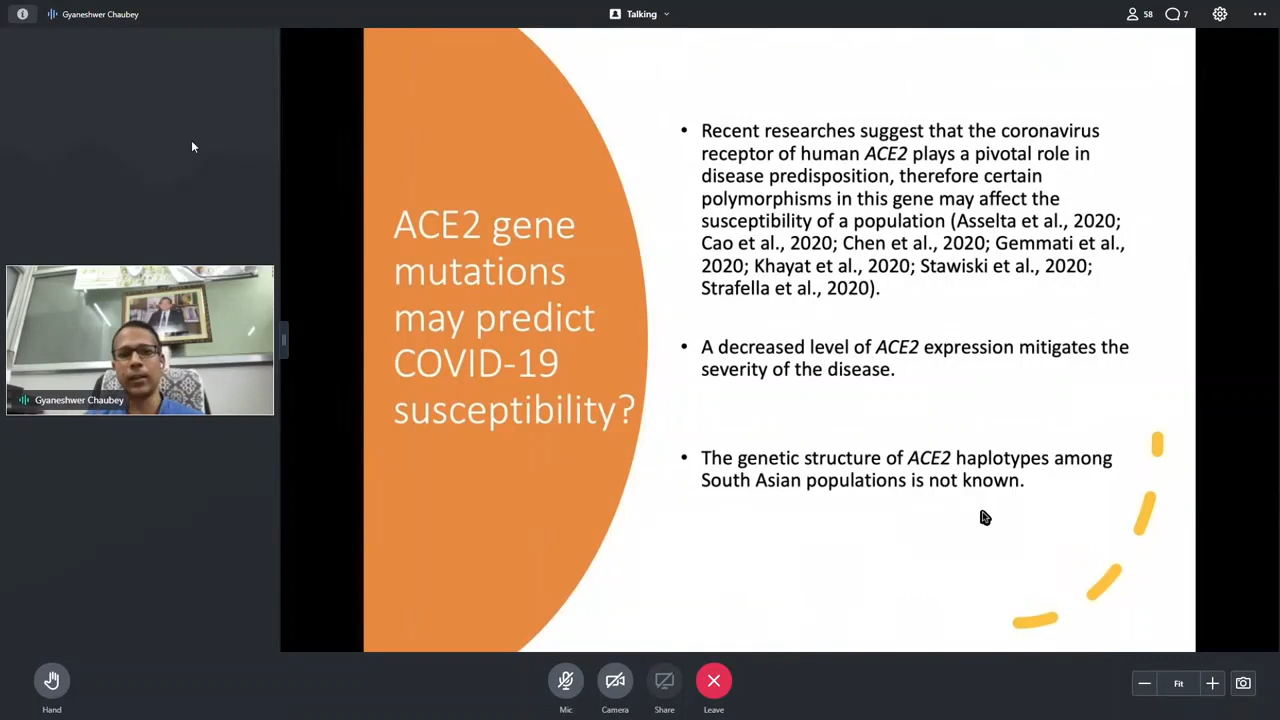 Gyaneshwer Chaubey
Talking
58
7
ACE2 gene
mutations
may predict
COVID-19
susceptibility?
• Recent researches suggest that the coronavirus
receptor of human ACE2 plays a pivotal role in
disease predisposition, therefore certain
polymorphisms in this gene may affect the
susceptibility of a population (Asselta et al., 2020;
Cao et al., 2020; Chen et al., 2020; Gemmati et al.,
2020; Khayat et al., 2020; Stawiski et al., 2020;
Strafella et al., 2020).
• A decreased level of ACE2 expression mitigates the
severity of the disease.
• The genetic structure of ACE2 haplotypes among
South Asian populations is not known.
Gyaneshwer Chaubey
Hand
Mic
Camera
Share
Leave
Fit